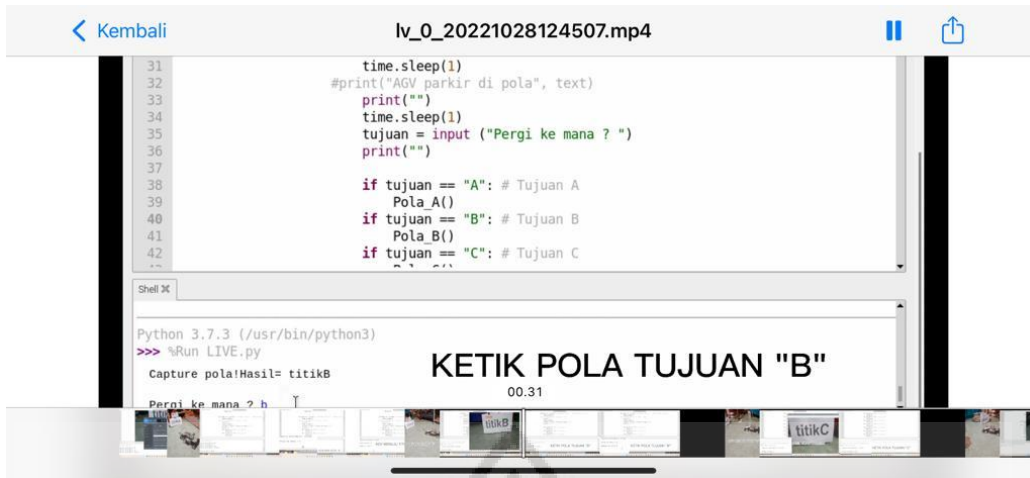 Kembali
lv_0_20221028124507.mp4
31 time.sleep(1)
32 #print("AGV parkir di pola", text)
33 print("")
34 time.sleep(1)
35 tujuan = input ("Pergi ke mana ? ")
36 print("")
37
38 if tujuan == "A": # Tujuan A
39 Pola_A()
40 if tujuan == "B": # Tujuan B
41 Pola_B()
42 if tujuan == "C": # Tujuan C
Shell
Python 3.7.3 (/usr/bin/python3)
>>> %Run LIVE.py
Capture pola!Hasil= titikB
KETIK POLA TUJUAN "B"
00.31
Pergi ke mana ? b
titikB
titikC